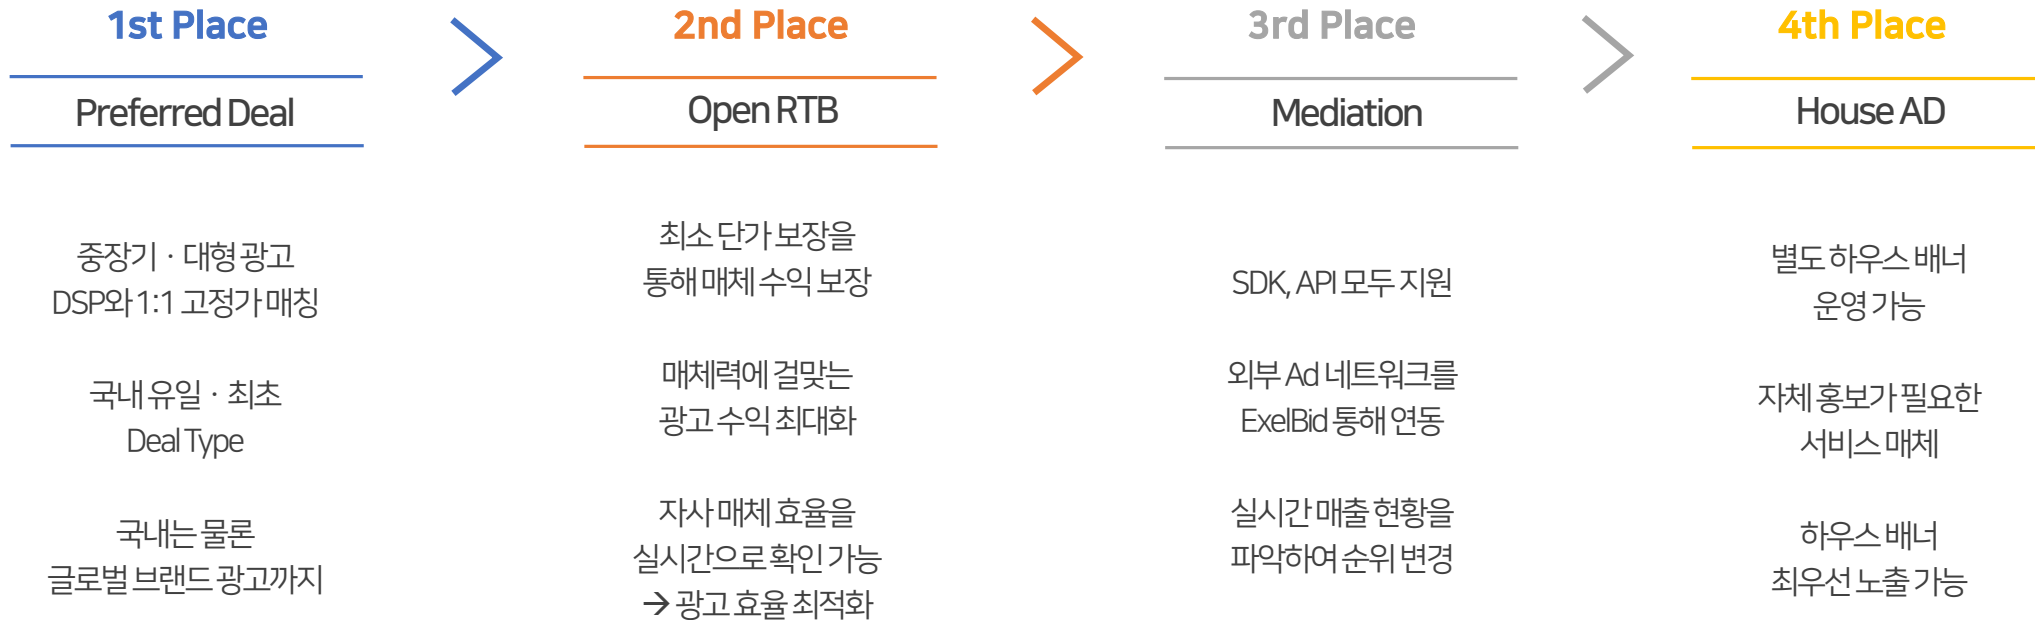 1st Place
Preferred Deal
중장기 · 대형 광고
DSP와 1:1 고정가 매칭
국내 유일 · 최초
Deal Type
국내는 물론
글로벌 브랜드 광고까지
2nd Place
Open RTB
최소 단가 보장을
통해 매체 수익 보장
매체력에 걸맞는
광고 수익 최대화
자사 매체 효율을
실시간으로 확인 가능
→ 광고 효율 최적화
3rd Place
Mediation
SDK, API 모두 지원
외부 Ad 네트워크를
ExelBid 통해 연동
실시간 매출 현황을
파악하여 순위 변경
4th Place
House AD
별도 하우스 배너
운영 가능
자체 홍보가 필요한
서비스 매체
하우스 배너
최우선 노출 가능